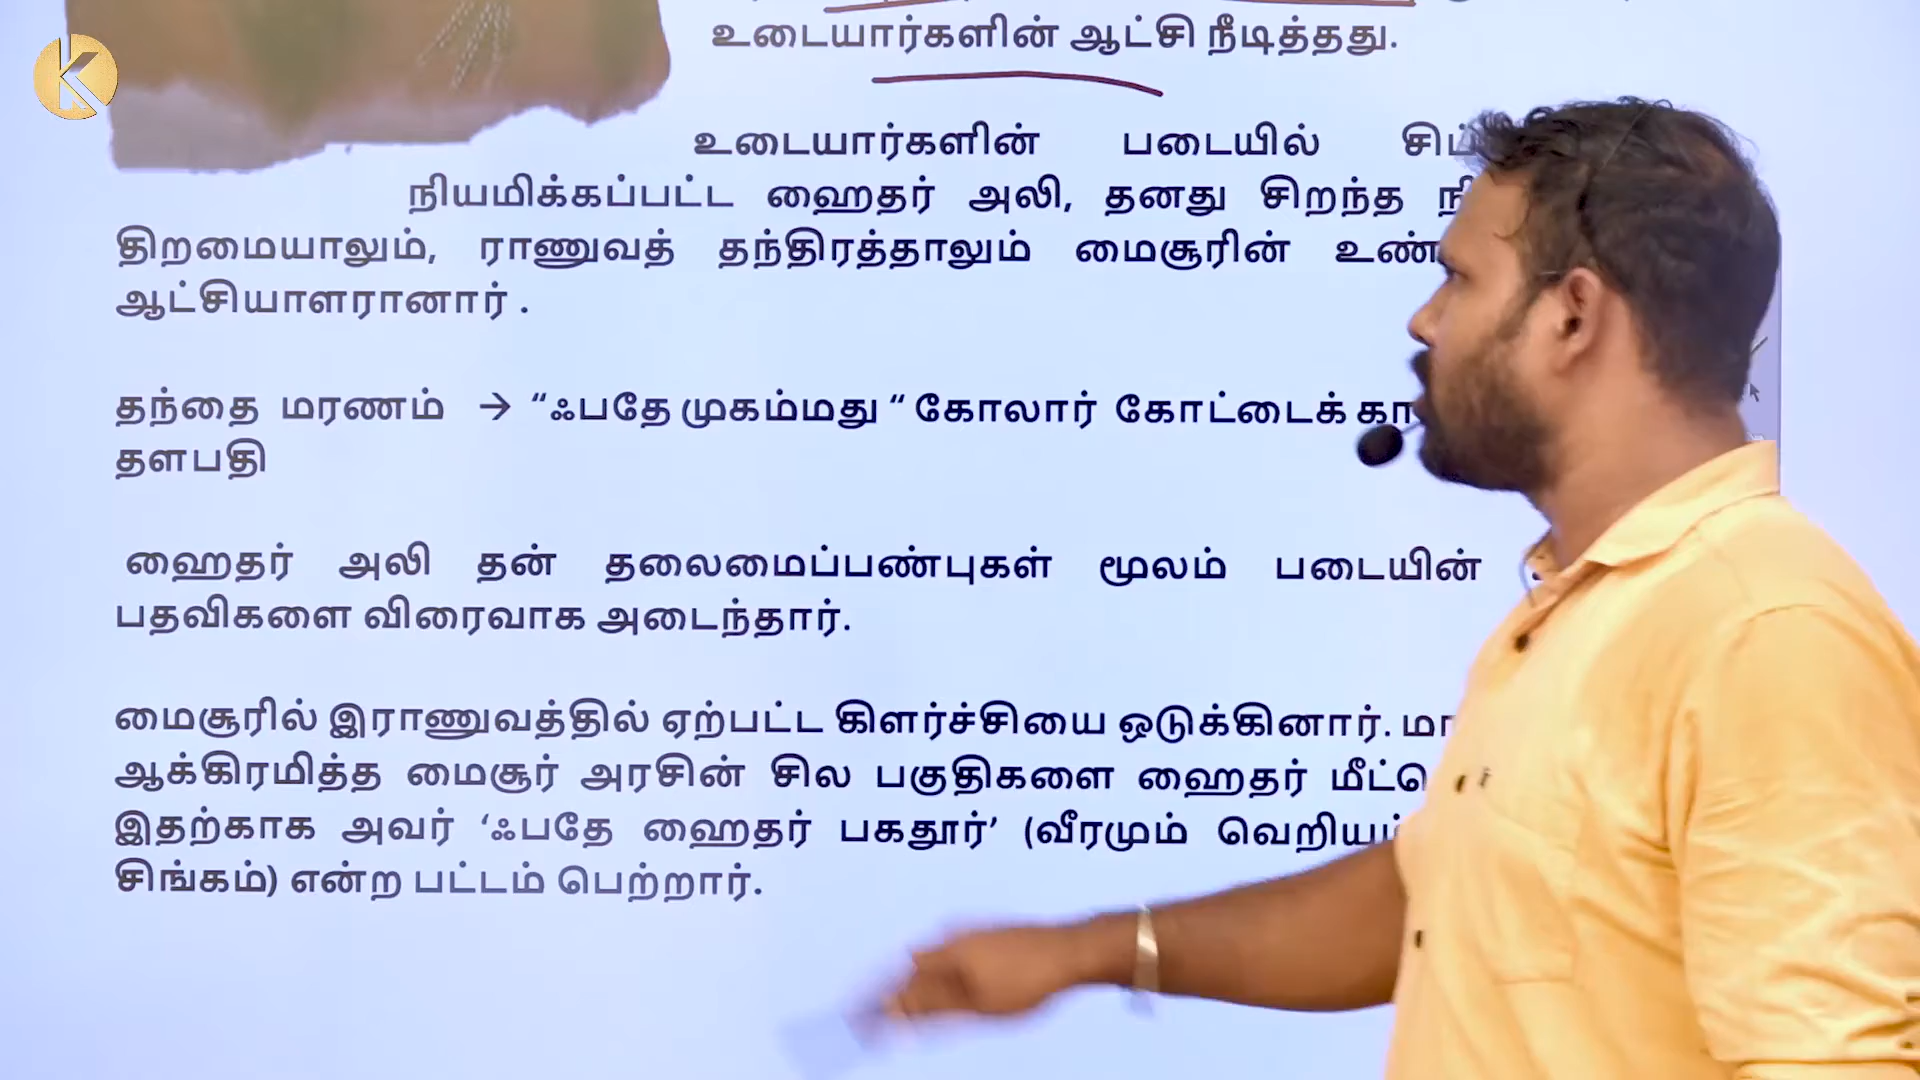 உடையார்களின் ஆட்சி நீடித்தது.
உடையார்களின் படையில்
நியமிக்கப்பட்ட ஹைதர் அலி, தனது சிறந்த
திறமையாலும், ராணுவத் தந்திரத்தாலும் மைசூரின்
ஆட்சியாளரானார் .
தந்தை மரணம் → “ஃபதே முகம்மது “ கோலார் கோட்டைக்
தளபதி
ஹைதர் அலி தன் தலைமைப்பண்புகள் மூலம் படையின்
பதவிகளை விரைவாக அடைந்தார்.
மைசூரில் இராணுவத்தில் ஏற்பட்ட கிளர்ச்சியை ஒடுக்கினார்.
ஆக்கிரமித்த மைசூர் அரசின் சில பகுதிகளை ஹைதர்
இதற்காக அவர் ‘ஃபதே ஹைதர் பகதூர்’ (வீரமும்
சிங்கம்) என்ற பட்டம் பெற்றார்.